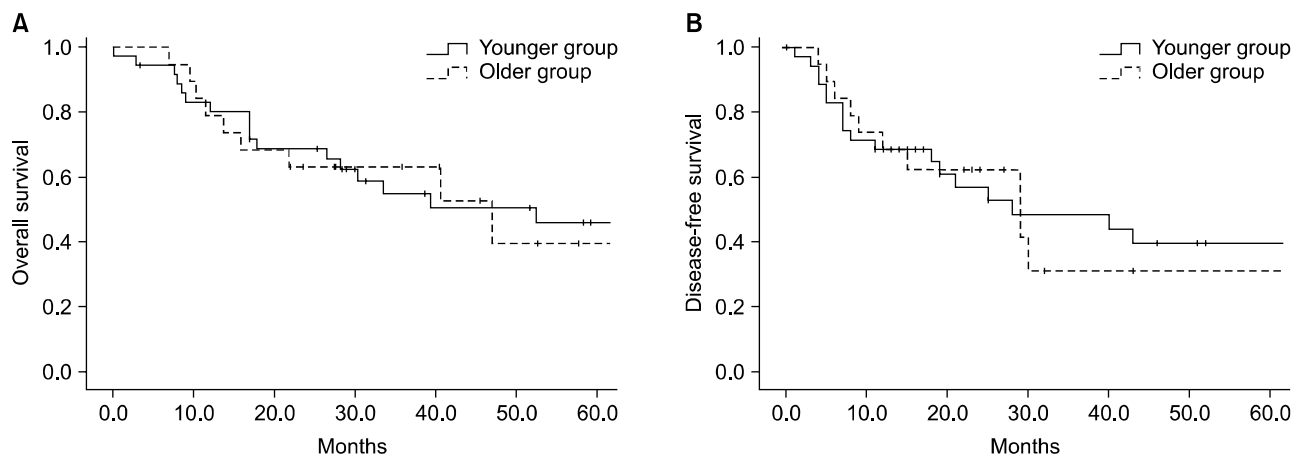 A
Younger group
Older group
Overall survival
1.0
0.8
0.6
0.4
0.2
0.0
0.0 10.0 20.0 30.0 40.0 50.0 60.0
Months
B
Younger group
Older group
Disease-free survival
1.0
0.8
0.6
0.4
0.2
0.0
0.0 10.0 20.0 30.0 40.0 50.0 60.0
Months